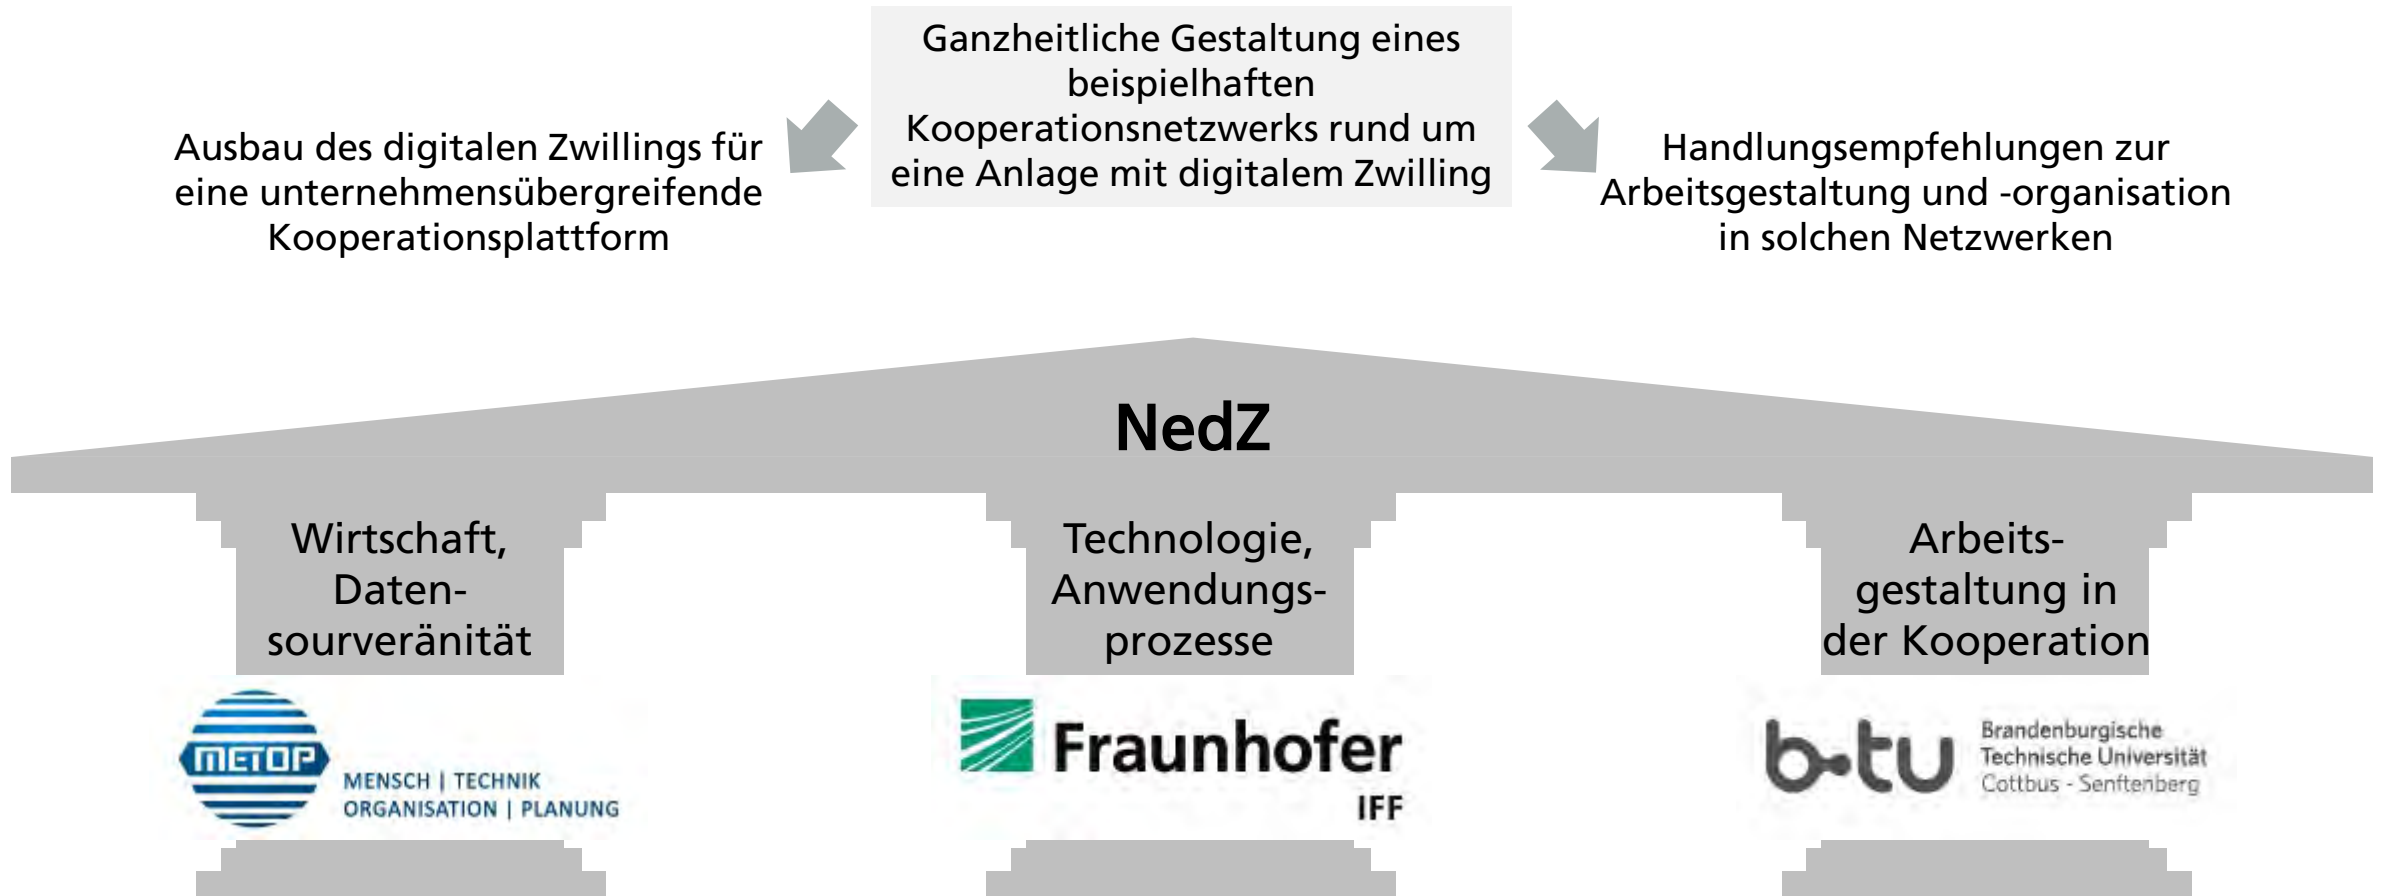 Ganzheitliche Gestaltung eines
beispielhaften
Kooperationsnetzwerks rund um
eine Anlage mit digitalem Zwilling
Ausbau des digitalen Zwillings für
eine unternehmensübergreifende
Kooperationsplattform
Handlungsempfehlungen zur
Arbeitsgestaltung und -organisation
in solchen Netzwerken
NedZ
Wirtschaft,
Daten-
sourveränität
Technologie,
Anwendungs-
prozesse
Arbeits-
gestaltung in
der Kooperation
METOP
MENSCH | TECHNIK
ORGANISATION | PLANUNG
Fraunhofer
IFF
b-tu
Brandenburgische
Technische Universität
Cottbus - Senftenberg